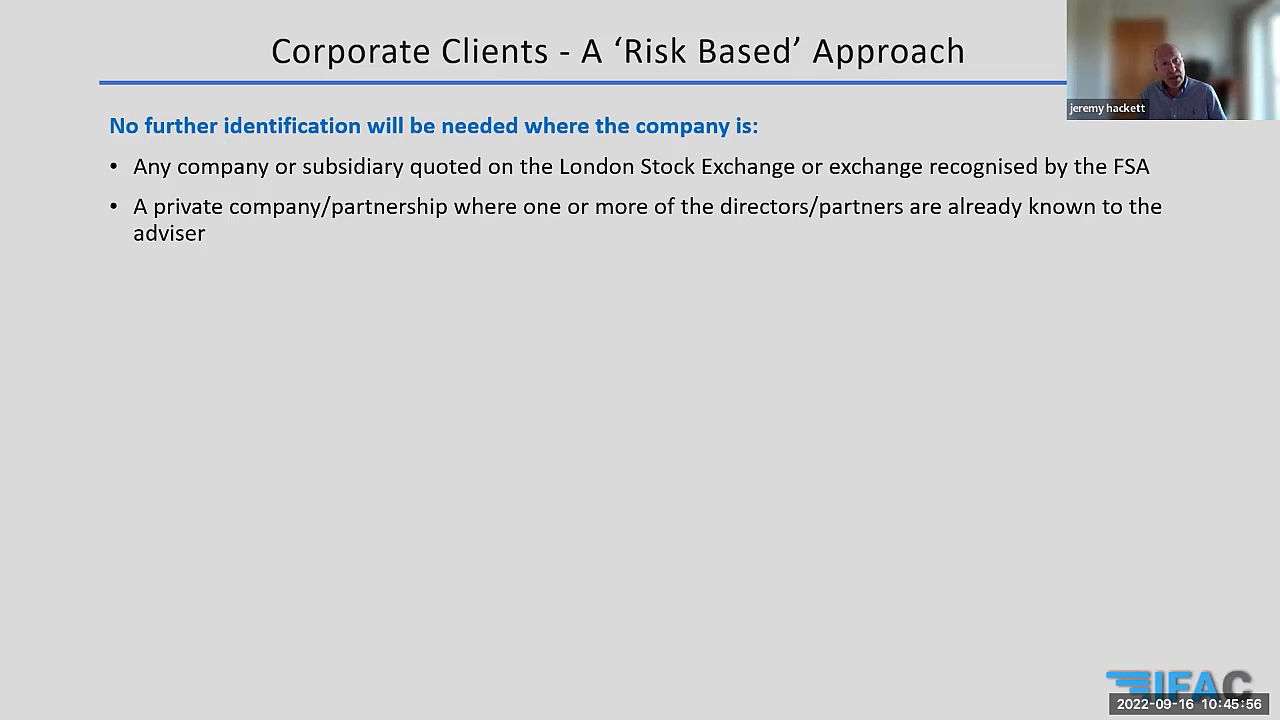 Corporate Clients - A ‘Risk Based’ Approach
jeremy hackett
No further identification will be needed where the company is:
• Any company or subsidiary quoted on the London Stock Exchange or exchange recognised by the FSA
• A private company/partnership where one or more of the directors/partners are already known to the
adviser
IFAC
2022-09-16 10:45:56